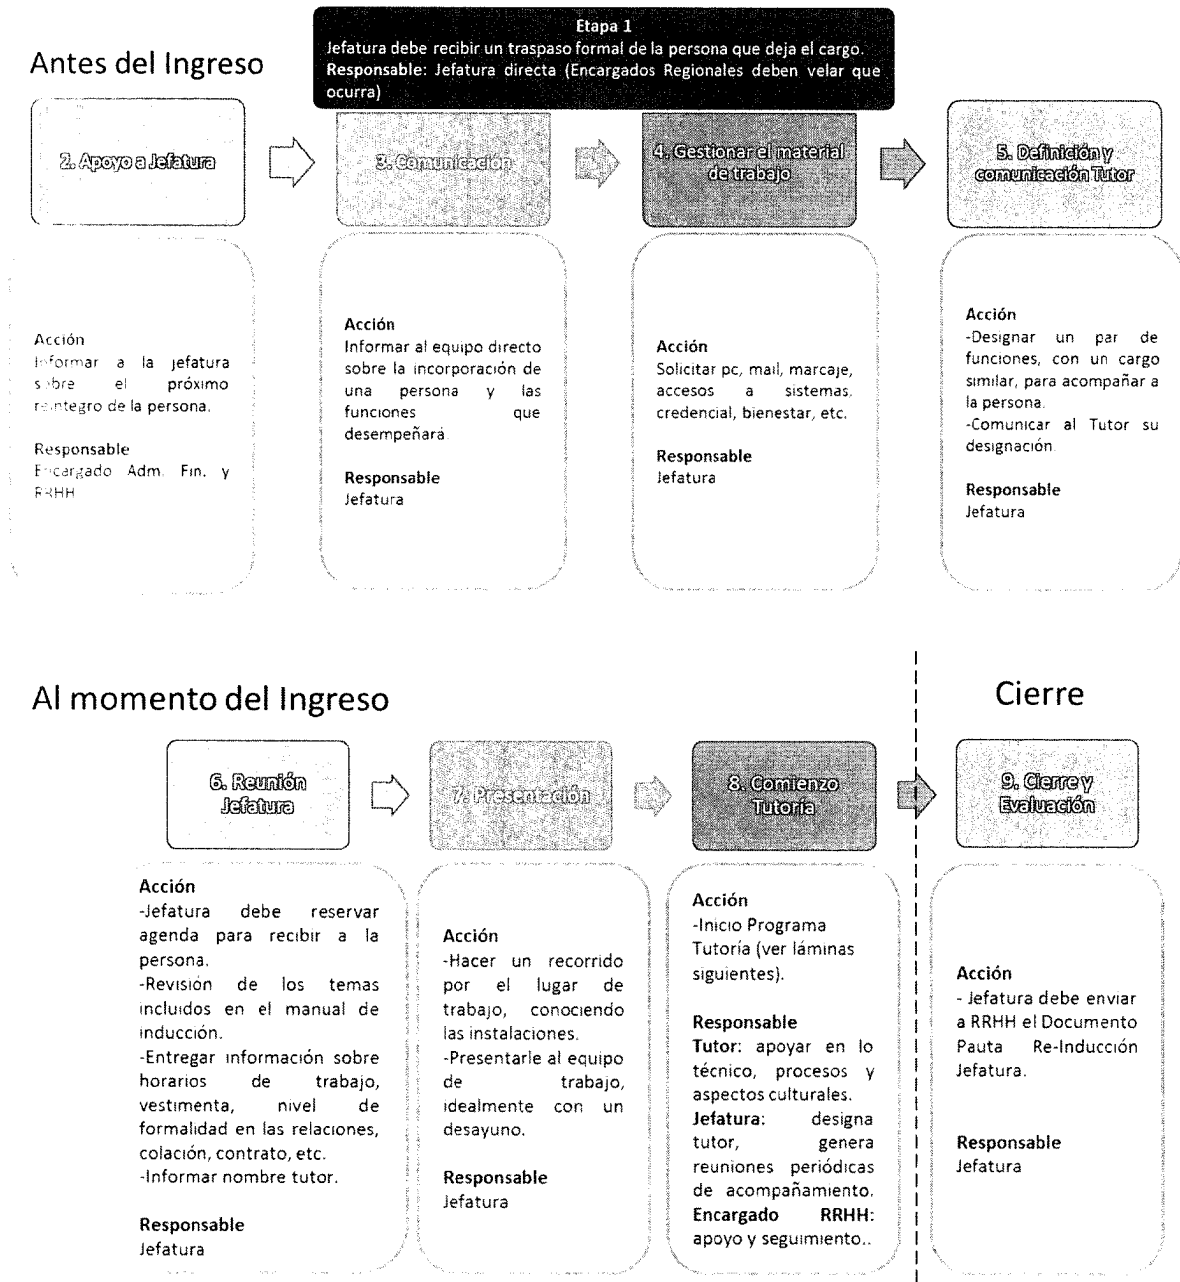 Etapa 1
Jefatura debe recibir un traspaso formal de la persona que deja el cargo.
Responsable: Jefatura directa (Encargados Regionales deben velar que
ocurra)
Antes del Ingreso
2. Apoyo a Jefatura
3. Comunicación
4. Gestionar el material
de trabajo
5. Definición y
comunicación Tutor
Acción
Informar a la jefatura
sobre el próximo
reintegro de la persona.
Responsable
Encargado Adm. Fin. y
RRHH
Acción
Informar al equipo directo
sobre la incorporación de
una persona y las
funciones que
desempeñará.
Responsable
Jefatura
Acción
Solicitar pc, mail, marcaje,
accesos a sistemas,
credencial, bienestar, etc.
Responsable
Jefatura
Acción
-Designar un par de
funciones, con un cargo
similar, para acompañar a
la persona.
-Comunicar al Tutor su
designación.
Responsable
Jefatura
Al momento del Ingreso
Cierre
6. Reunión
Jefatura
7. Presentación
8. Comienzo
Tutoría
9. Cierre y
Evaluación
Acción
-Jefatura debe reservar
agenda para recibir a la
persona.
-Revisión de los temas
incluidos en el manual de
inducción.
-Entregar información sobre
horarios de trabajo,
vestimenta, nivel de
formalidad en las relaciones,
colación, contrato, etc.
-Informar nombre tutor.
Responsable
Jefatura
Acción
-Hacer un recorrido
por el lugar de
trabajo, conociendo
las instalaciones.
-Presentarle al equipo
de trabajo,
idealmente con un
desayuno.
Responsable
Jefatura
Acción
-Inicio Programa
Tutoría (ver láminas
siguientes).
Responsable
Tutor: apoyar en lo
técnico, procesos y
aspectos culturales.
Jefatura: designa
tutor, genera
reuniones periódicas
de acompañamiento.
Encargado RRHH:
apoyo y seguimiento..
Acción
- Jefatura debe enviar
a RRHH el Documento
Pauta Re-Inducción
Jefatura.
Responsable
Jefatura